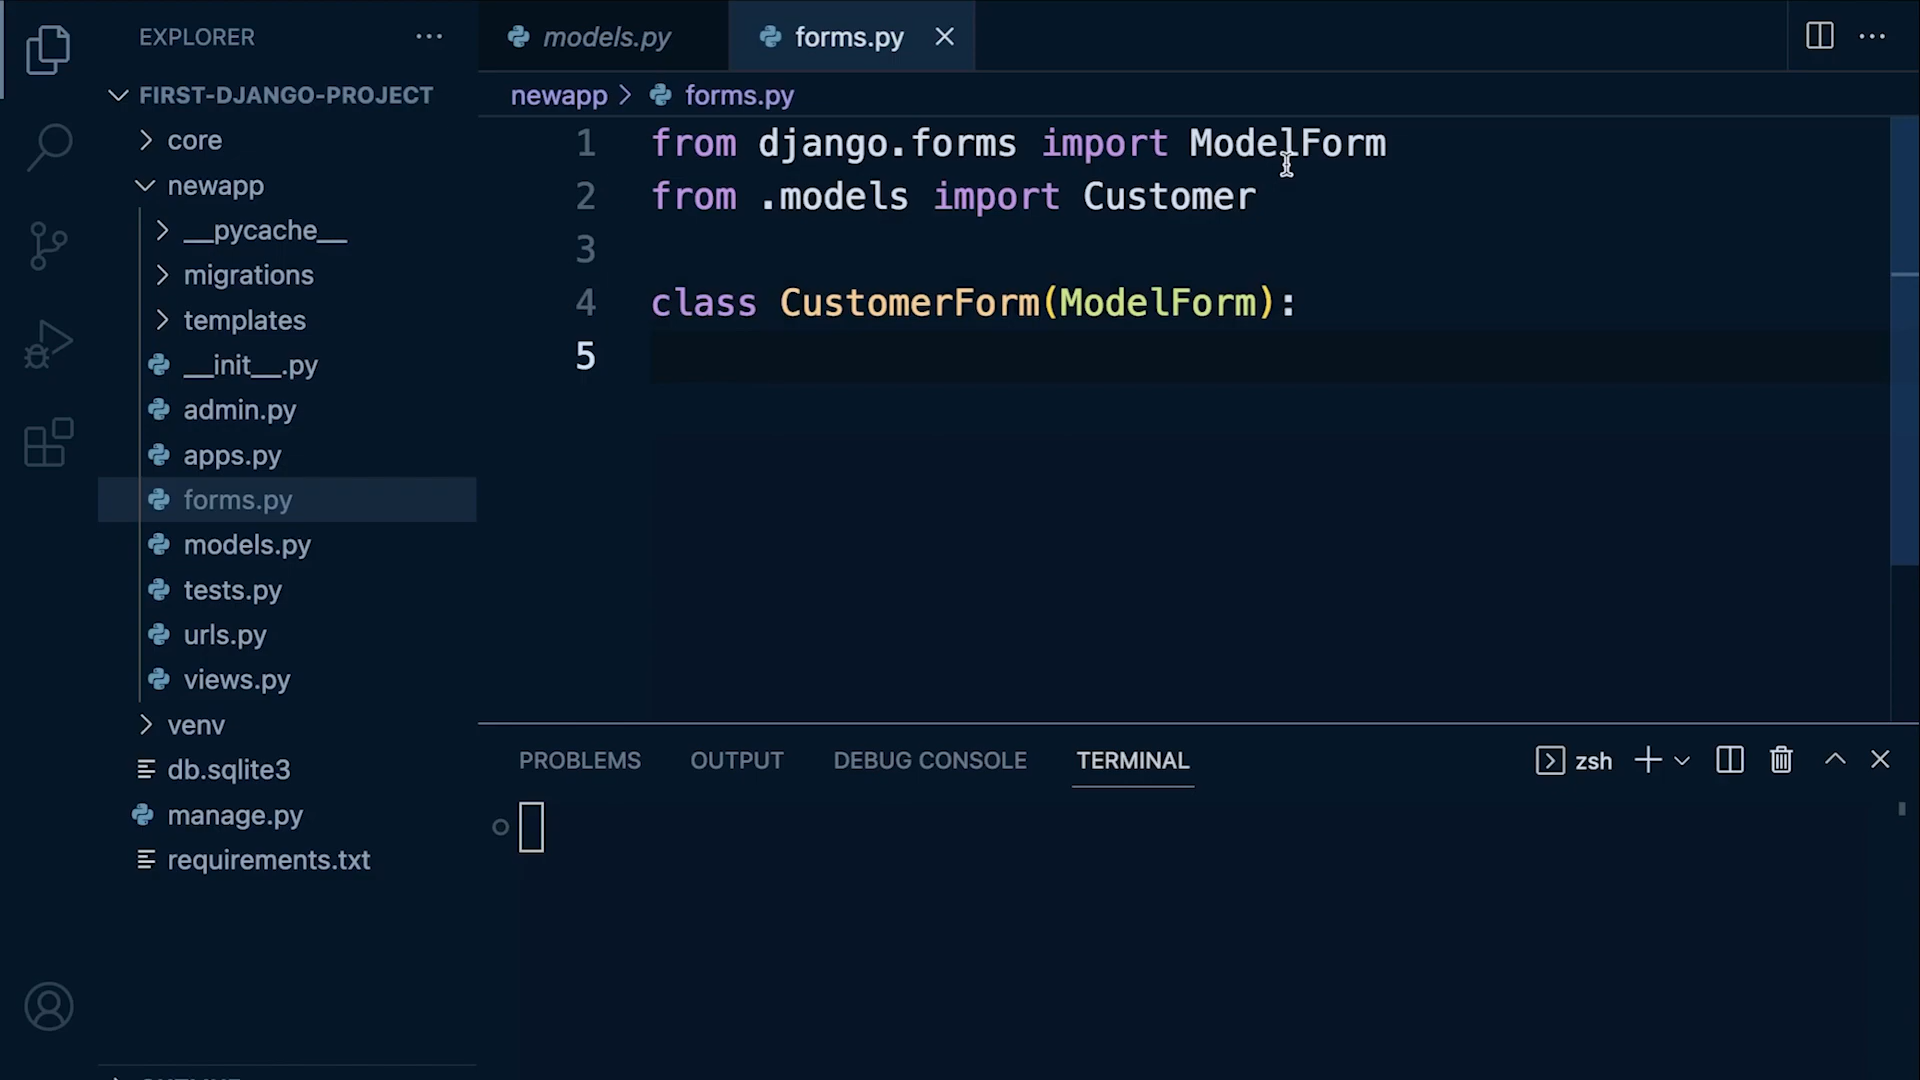 EXPLORER
models.py
forms.py
FIRST-DJANGO-PROJECT
newapp > forms.py
core
newapp
__pycache__
migrations
templates
__init__.py
admin.py
apps.py
forms.py
models.py
tests.py
urls.py
views.py
venv
db.sqlite3
manage.py
requirements.txt
1 from django.forms import ModelForm
2 from .models import Customer
3
4 class CustomerForm(ModelForm):
5
PROBLEMS OUTPUT DEBUG CONSOLE TERMINAL zsh